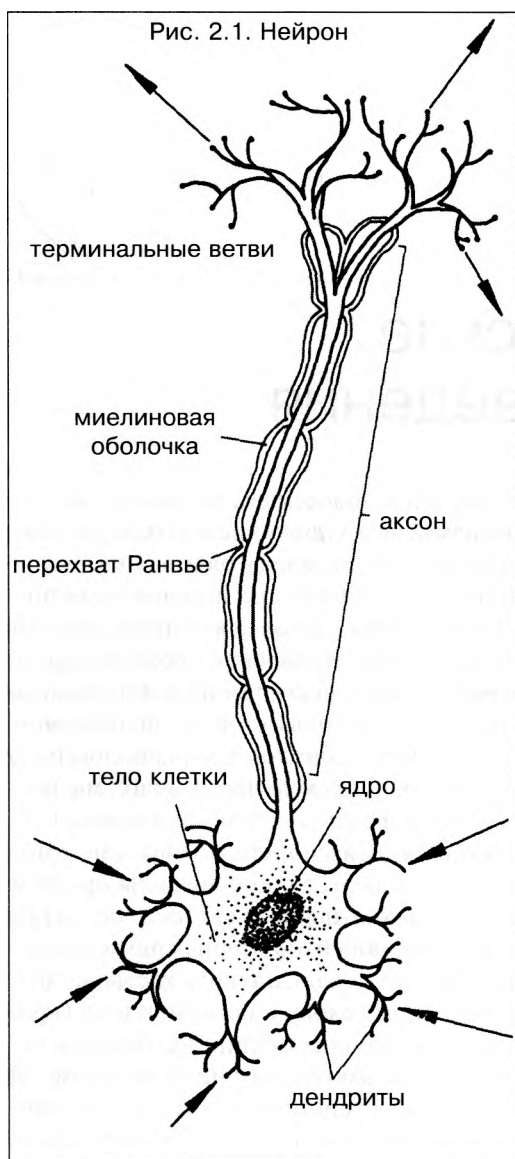 Рис. 2.1. Нейрон
терминальные ветви
миелиновая
оболочка
аксон
перехват Ранвье
тело клетки
ядро
дендриты